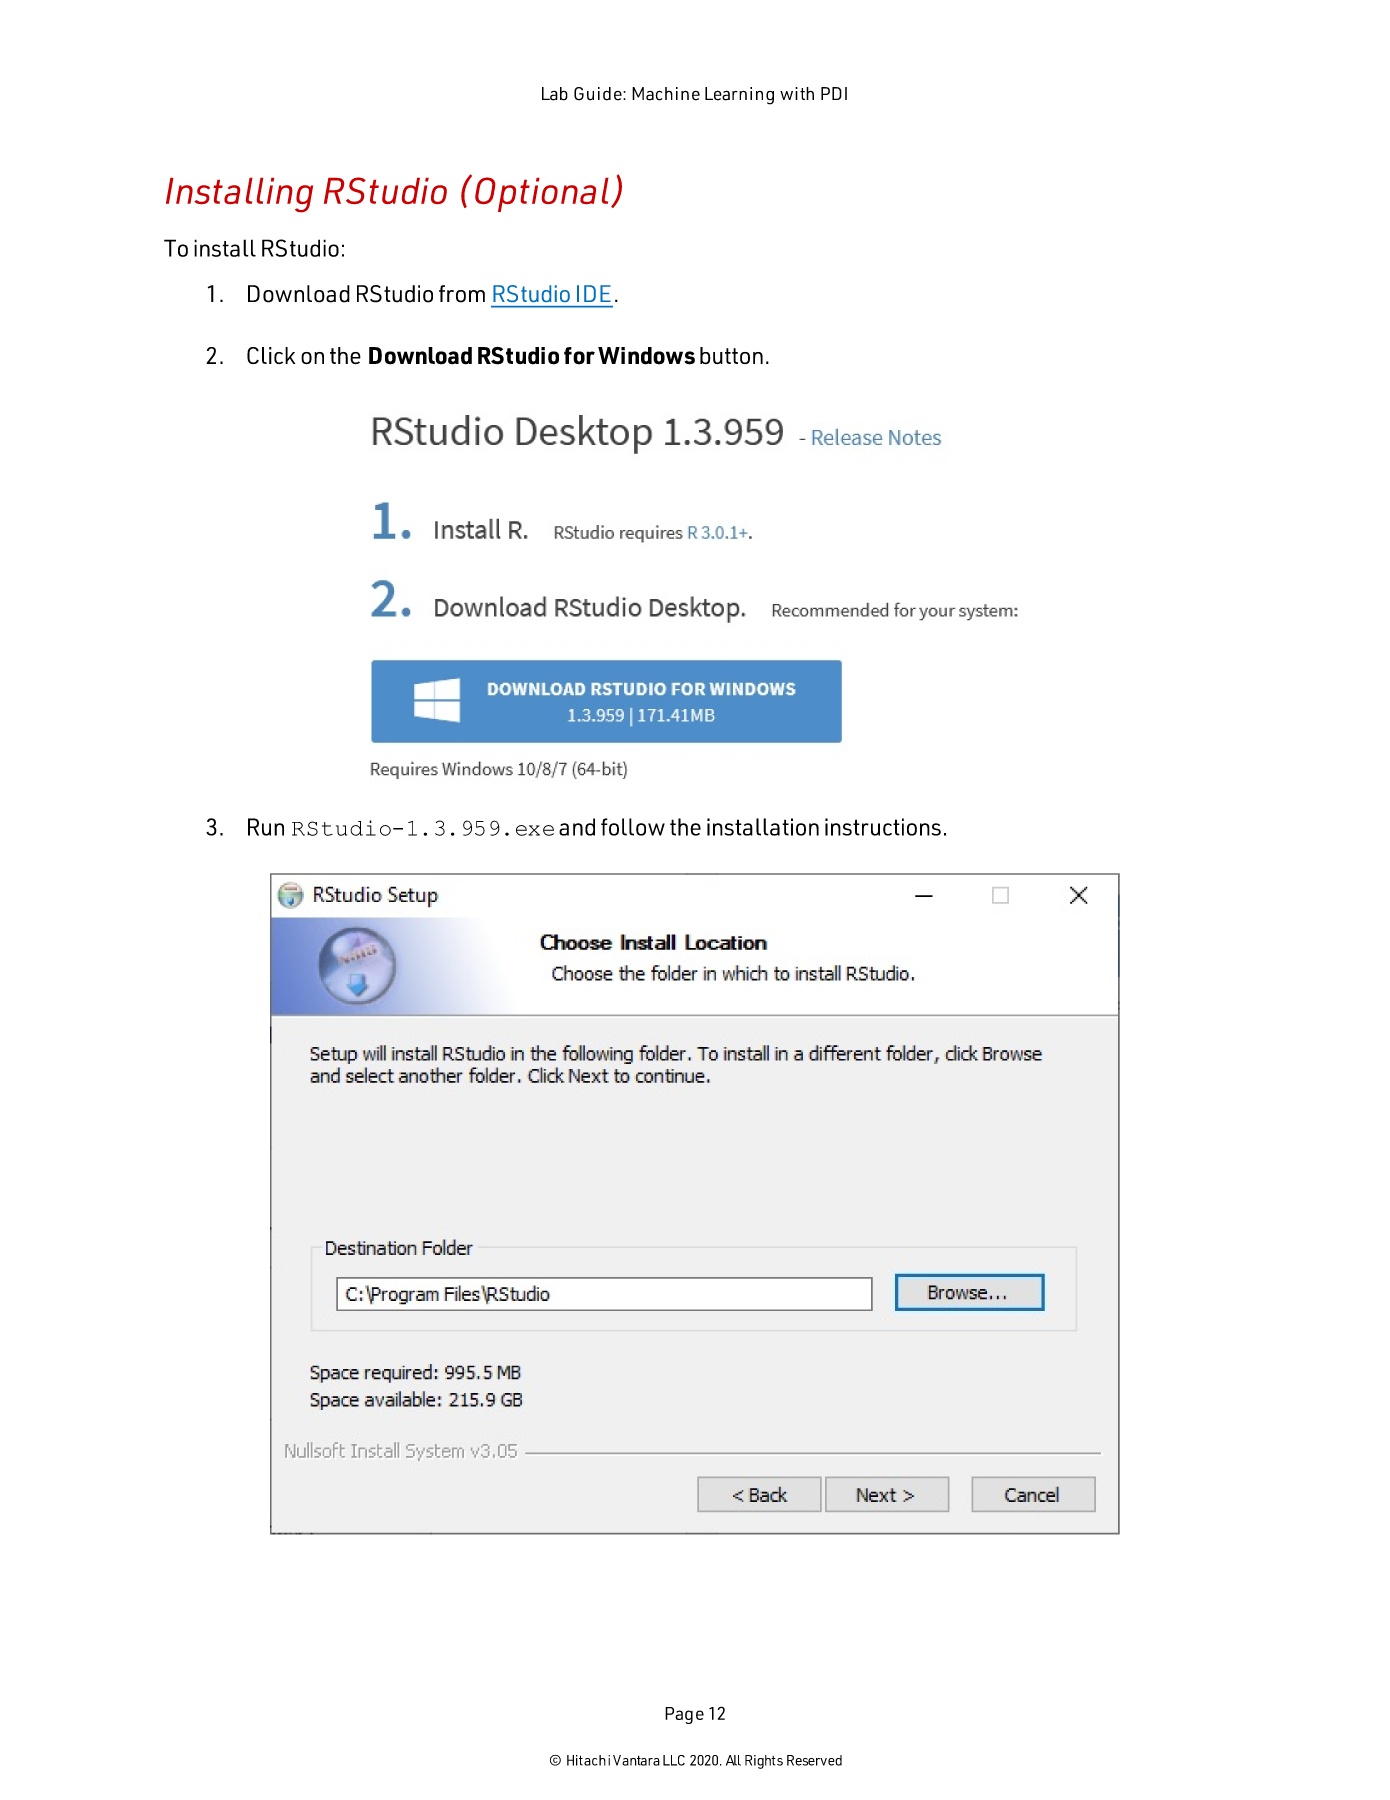 Lab Guide: Machine Learning with PDI
Installing RStudio (Optional)
To install RStudio:
1. Download RStudio from RStudio IDE.
2. Click on the Download RStudio for Windows button.
RStudio Desktop 1.3.959 - Release Notes
1. Install R. RStudio requires R 3.0.1+.
2. Download RStudio Desktop. Recommended for your system:
DOWNLOAD RSTUDIO FOR WINDOWS
1.3.959 | 171.41MB
Requires Windows 10/8/7 (64-bit)
3. Run RStudio-1.3.959.exe and follow the installation instructions.
RStudio Setup
Choose Install Location
Choose the folder in which to install RStudio.
Setup will install RStudio in the following folder. To install in a different folder, click Browse
and select another folder. Click Next to continue.
Destination Folder
C:\Program Files\RStudio Browse...
Space required: 995.5 MB
Space available: 215.9 GB
Nullsoft Install System v3.05
< Back Next > Cancel
Page 12
© Hitachi Vantara LLC 2020. All Rights Reserved